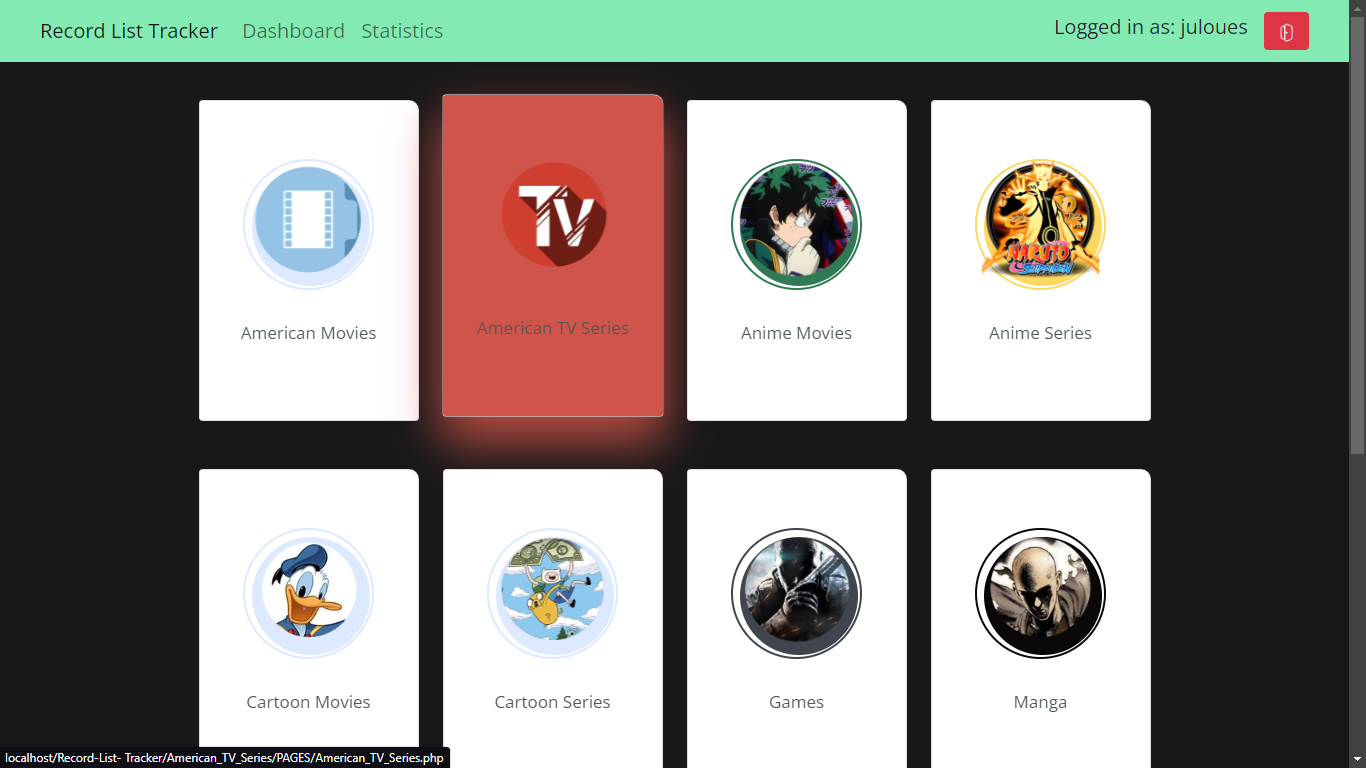 Record List Tracker Dashboard Statistics Logged in as: juloues
TV
NARUTO
SHIPPUDEN
American Movies American TV Series Anime Movies Anime Series
Cartoon Movies Cartoon Series Games Manga
localhost/Record-List- Tracker/American_TV_Series/PAGES/American_TV_Series.php